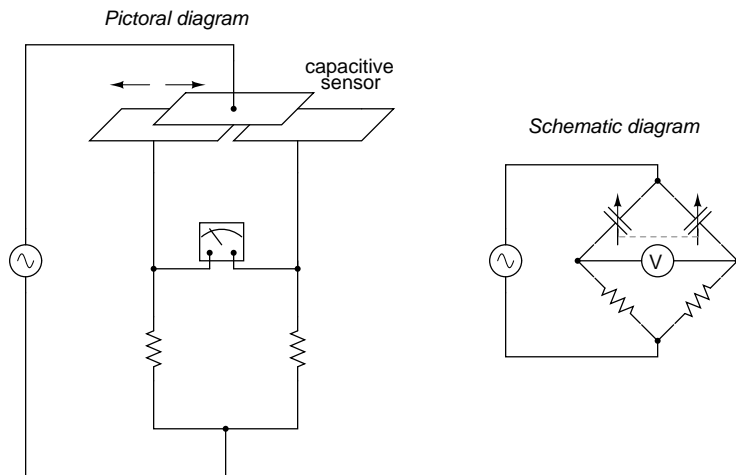 Pictoral diagram
capacitive
sensor
Schematic diagram
V